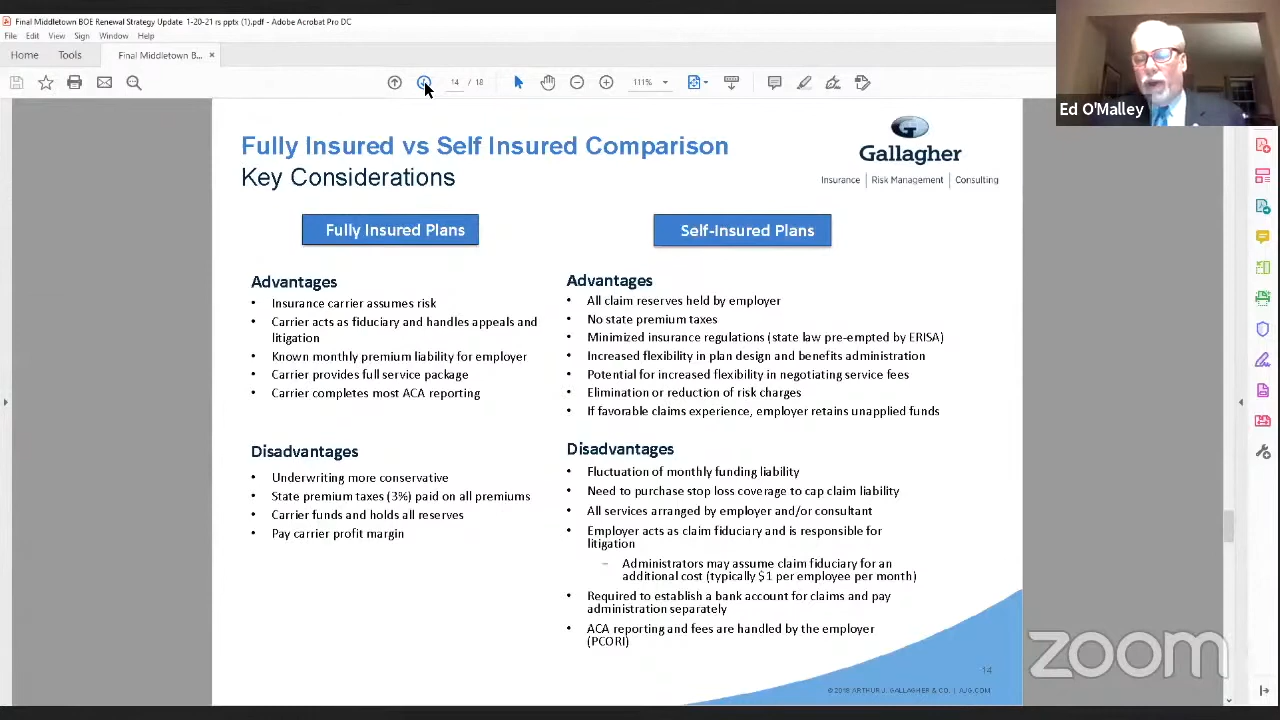 Final Middletown BOE Renewal Strategy Update 1-20-21 rs pptx (1).pdf - Adobe Acrobat Pro DC
File Edit View Sign Window Help
Home Tools Final Middletown B... ×
14 / 18 111%
Ed O'Malley
Fully Insured vs Self Insured Comparison
Key Considerations
G
Gallagher
Insurance | Risk Management | Consulting
Fully Insured Plans
Advantages
• Insurance carrier assumes risk
• Carrier acts as fiduciary and handles appeals and
litigation
• Known monthly premium liability for employer
• Carrier provides full service package
• Carrier completes most ACA reporting
Disadvantages
• Underwriting more conservative
• State premium taxes (3%) paid on all premiums
• Carrier funds and holds all reserves
• Pay carrier profit margin
Self-Insured Plans
Advantages
• All claim reserves held by employer
• No state premium taxes
• Minimized insurance regulations (state law pre-empted by ERISA)
• Increased flexibility in plan design and benefits administration
• Potential for increased flexibility in negotiating service fees
• Elimination or reduction of risk charges
• If favorable claims experience, employer retains unapplied funds
Disadvantages
• Fluctuation of monthly funding liability
• Need to purchase stop loss coverage to cap claim liability
• All services arranged by employer and/or consultant
• Employer acts as claim fiduciary and is responsible for
litigation
– Administrators may assume claim fiduciary for an
additional cost (typically $1 per employee per month)
• Required to establish a bank account for claims and pay
administration separately
• ACA reporting and fees are handled by the employer
(PCORI)
14
© 2018 ARTHUR J. GALLAGHER & CO. | AJG.COM
zoom